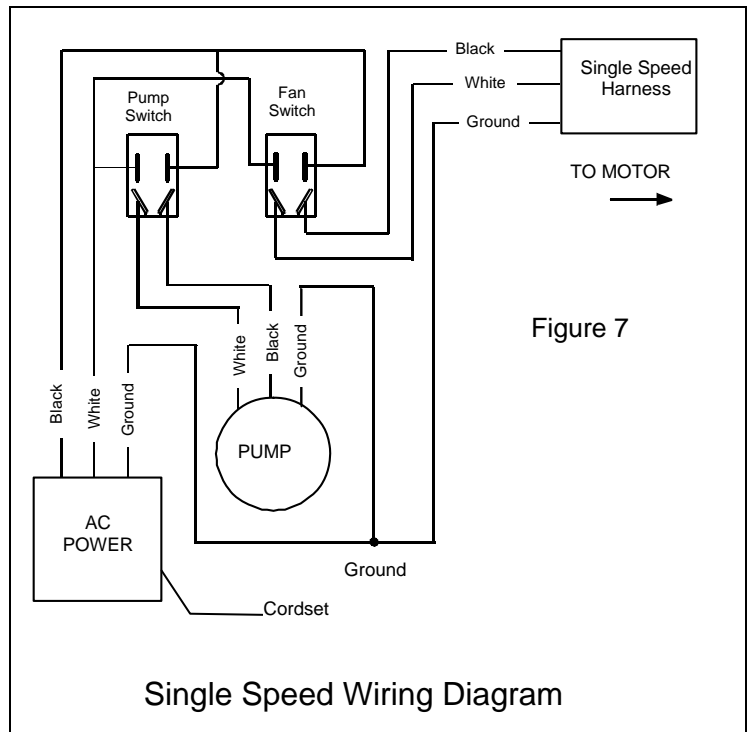 Black
White
Ground
Single Speed
Harness
Pump
Switch
Fan
Switch
TO MOTOR
Figure 7
Black
White
Ground
White
Black
Ground
PUMP
AC
POWER
Ground
Cordset
Single Speed Wiring Diagram